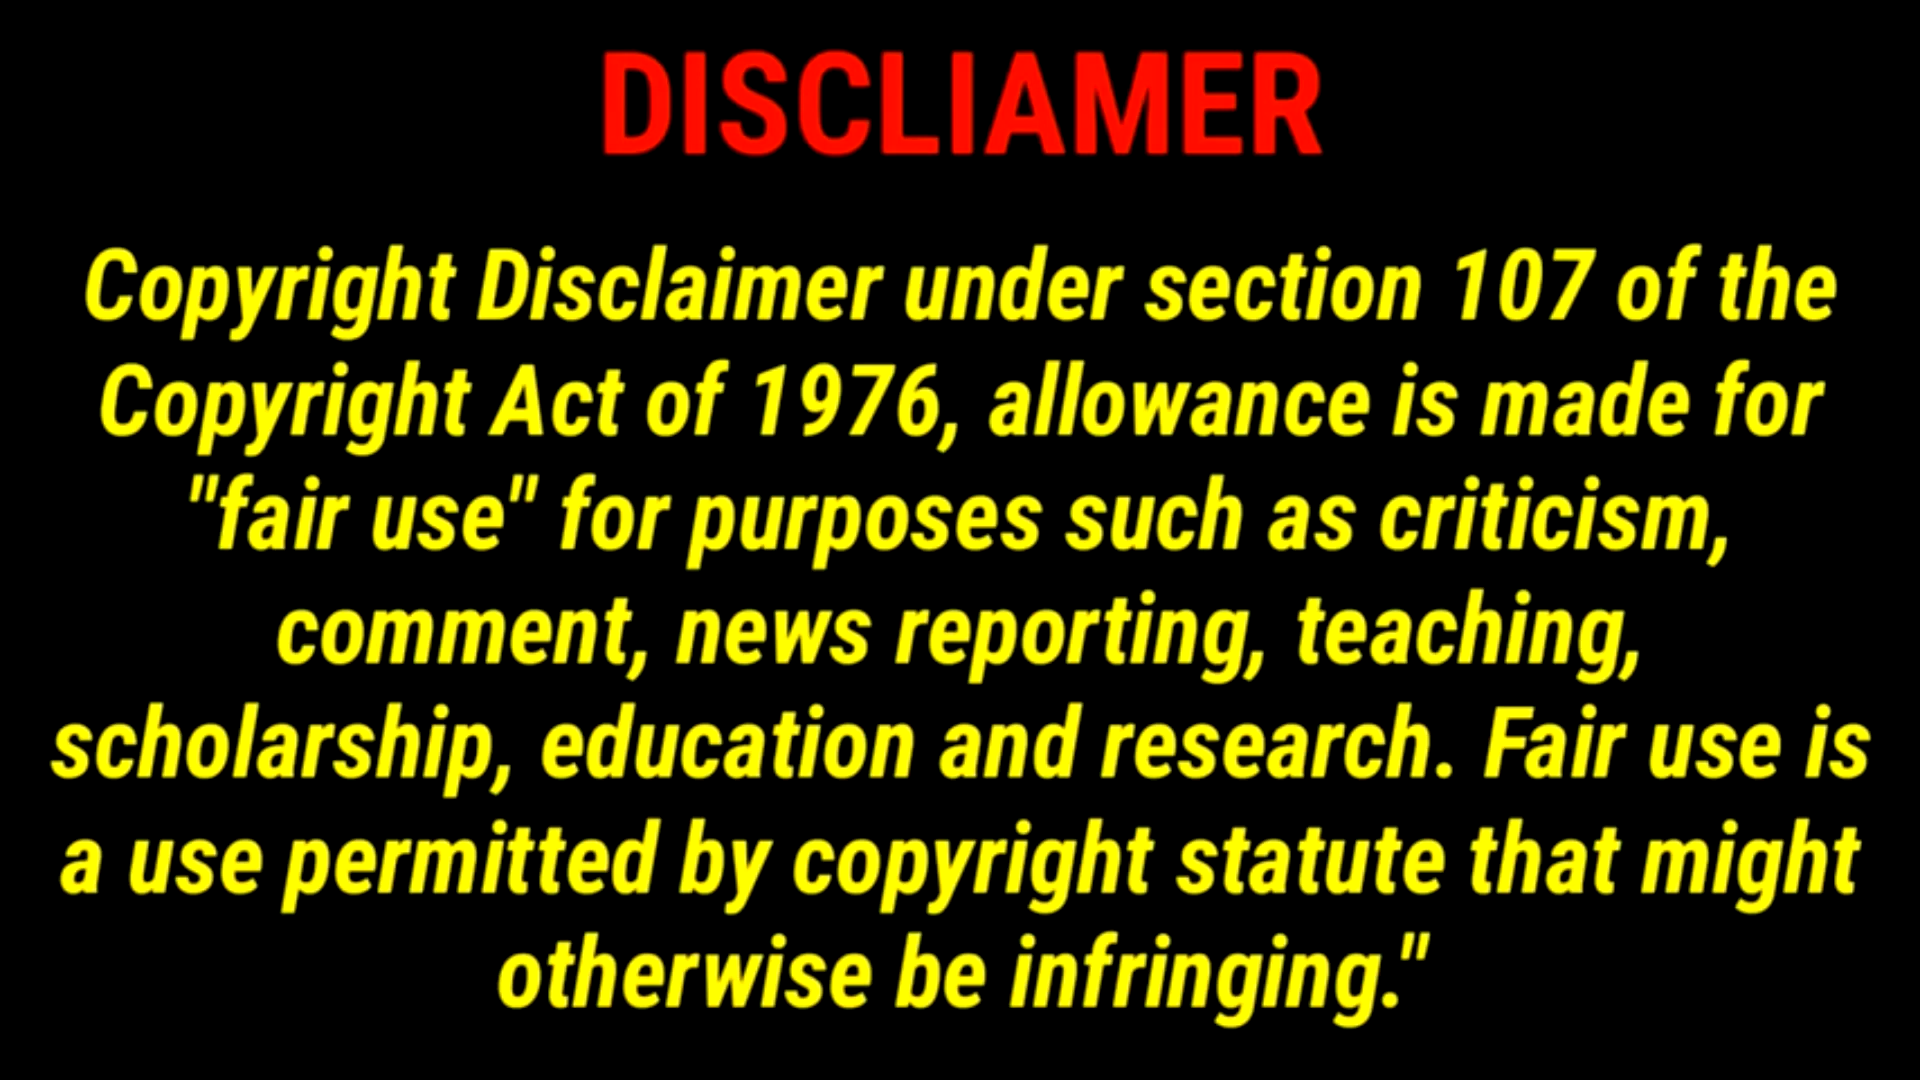 DISCLIAMER
Copyright Disclaimer under section 107 of the
Copyright Act of 1976, allowance is made for
"fair use" for purposes such as criticism,
comment, news reporting, teaching,
scholarship, education and research. Fair use is
a use permitted by copyright statute that might
otherwise be infringing."